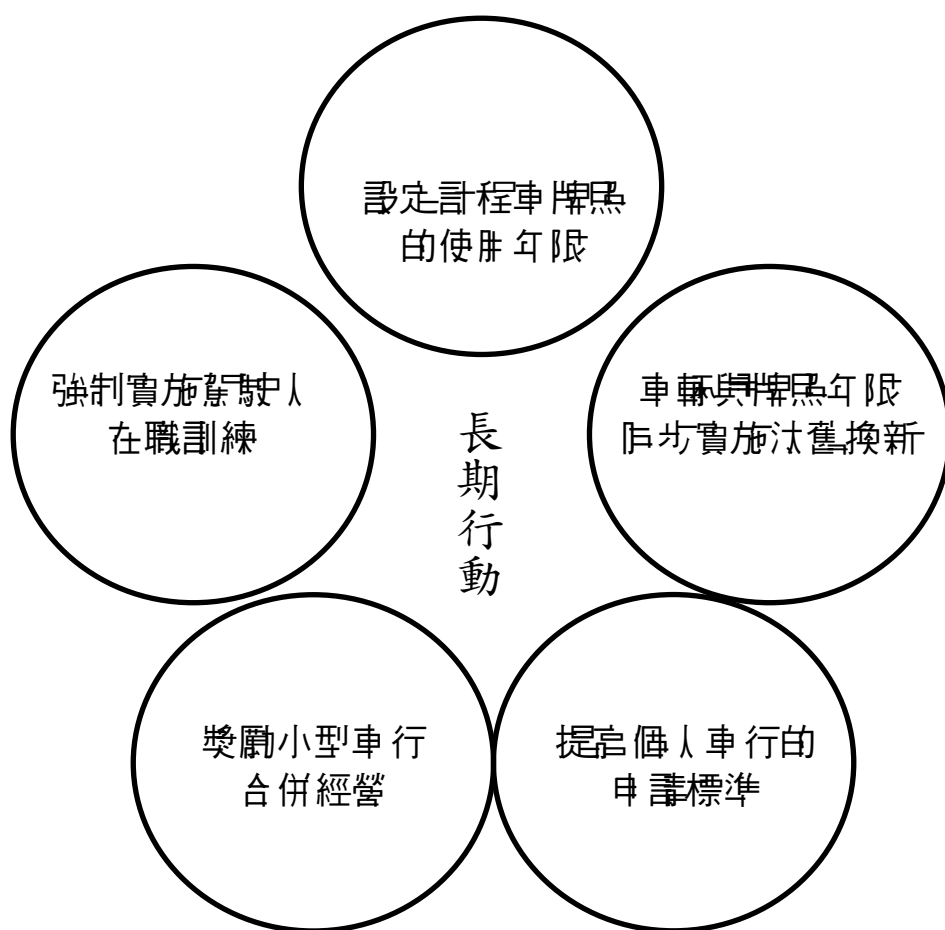 設定計程車牌照
的使用年限
強制實施駕駛人
在職訓練
車輛與牌照年限
同步實施汰舊換新
長期行動
獎勵小型車行
合併經營
提高個人車行的
申請標準